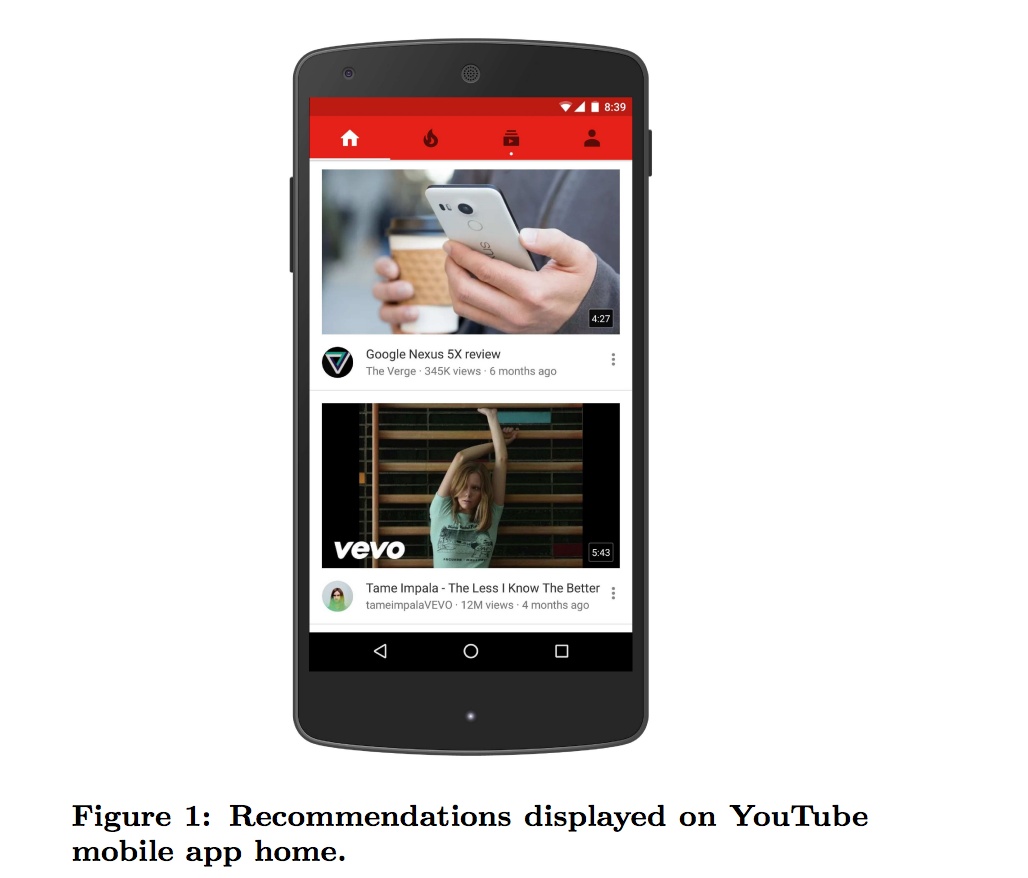 8:39
4:27
Google Nexus 5X review
The Verge · 345K views · 6 months ago
vevo
5:43
Tame Impala - The Less I Know The Better
tameimpalaVEVO · 12M views · 4 months ago
Figure 1: Recommendations displayed on YouTube
mobile app home.